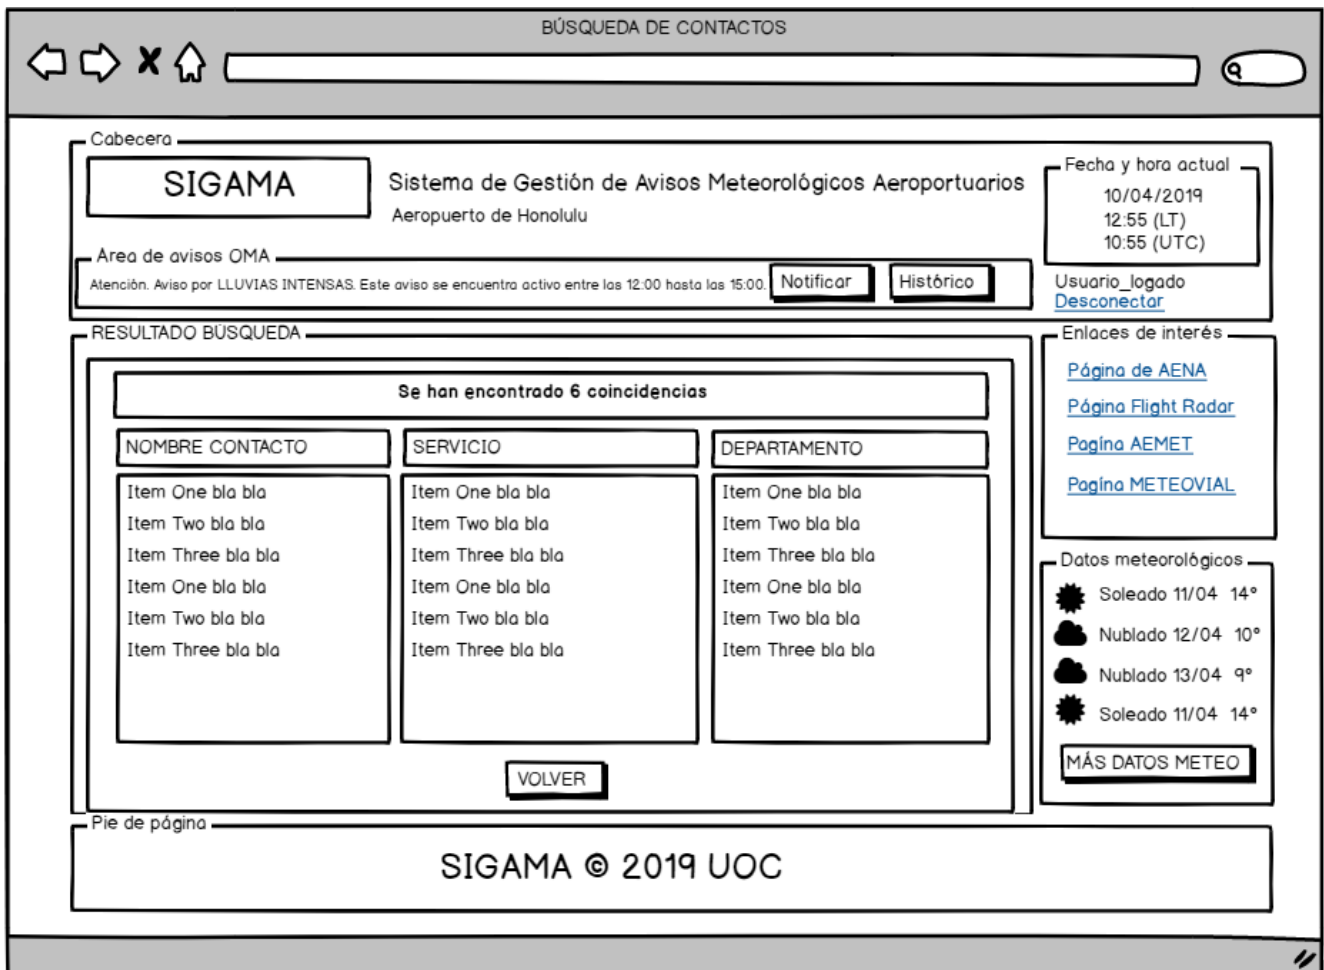 BÚSQUEDA DE CONTACTOS
Cabecera
SIGAMA
Sistema de Gestión de Avisos Meteorológicos Aeroportuarios
Aeropuerto de Honolulu
Fecha y hora actual
10/04/2019
12:55 (LT)
10:55 (UTC)
Area de avisos OMA
Atención. Aviso por LLUVIAS INTENSAS. Este aviso se encuentra activo entre las 12:00 hasta las 15:00.
Notificar
Histórico
Usuario_logado
Desconectar
RESULTADO BÚSQUEDA
Se han encontrado 6 coincidencias
NOMBRE CONTACTO
SERVICIO
DEPARTAMENTO
Item One bla bla
Item Two bla bla
Item Three bla bla
Item One bla bla
Item Two bla bla
Item Three bla bla
Item One bla bla
Item Two bla bla
Item Three bla bla
Item One bla bla
Item Two bla bla
Item Three bla bla
Item One bla bla
Item Two bla bla
Item Three bla bla
Item One bla bla
Item Two bla bla
Item Three bla bla
VOLVER
Enlaces de interés
Página de AENA
Página Flight Radar
Pagína AEMET
Pagína METEOVIAL
Datos meteorológicos
Soleado 11/04 14°
Nublado 12/04 10°
Nublado 13/04 9°
Soleado 11/04 14°
MÁS DATOS METEO
Pie de página
SIGAMA © 2019 UOC